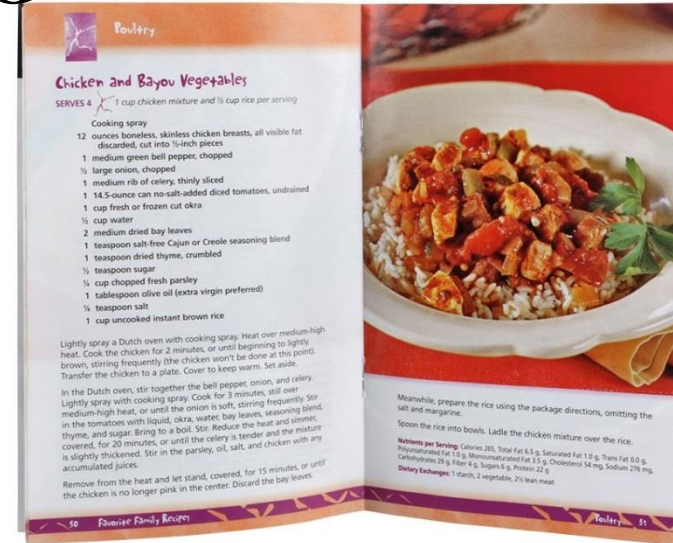 Poultry
Chicken and Bayou Vegetables
SERVES 4 1 cup chicken mixture and ½ cup rice per serving
Cooking spray
12 ounces boneless, skinless chicken breasts, all visible fat
discarded, cut into ½-inch pieces
1 medium green bell pepper, chopped
½ large onion, chopped
1 medium rib of celery, thinly sliced
1 14.5-ounce can no-salt-added diced tomatoes, undrained
1 cup fresh or frozen cut okra
½ cup water
2 medium dried bay leaves
1 teaspoon salt-free Cajun or Creole seasoning blend
1 teaspoon dried thyme, crumbled
½ teaspoon sugar
¼ cup chopped fresh parsley
1 tablespoon olive oil (extra virgin preferred)
¼ teaspoon salt
1 cup uncooked instant brown rice
Lightly spray a Dutch oven with cooking spray. Heat over medium-high
heat. Cook the chicken for 2 minutes, or until beginning to lightly
brown, stirring frequently (the chicken won't be done at this point).
Transfer the chicken to a plate. Cover to keep warm. Set aside.
In the Dutch oven, stir together the bell pepper, onion, and celery.
Lightly spray with cooking spray. Cook for 3 minutes, still over
medium-high heat, or until the onion is soft, stirring frequently. Stir
in the tomatoes with liquid, okra, water, bay leaves, seasoning blend,
thyme, and sugar. Bring to a boil. Stir. Reduce the heat and simmer,
covered, for 20 minutes, or until the celery is tender and the mixture
is slightly thickened. Stir in the parsley, oil, salt, and chicken with any
accumulated juices.
Remove from the heat and let stand, covered, for 15 minutes, or until
the chicken is no longer pink in the center. Discard the bay leaves.
50 Favorite Family Recipes
Meanwhile, prepare the rice using the package directions, omitting the
salt and margarine.
Spoon the rice into bowls. Ladle the chicken mixture over the rice.
Nutrients per Serving: Calories 265, Total Fat 6.5 g, Saturated Fat 1.0 g, Trans Fat 0.0 g,
Polyunsaturated Fat 1.0 g, Monounsaturated Fat 3.5 g, Cholesterol 54 mg, Sodium 276 mg,
Carbohydrates 29 g, Fiber 4 g, Sugars 6 g, Protein 22 g
Dietary Exchanges: 1 starch, 2 vegetable, 2½ lean meat
Poultry 51